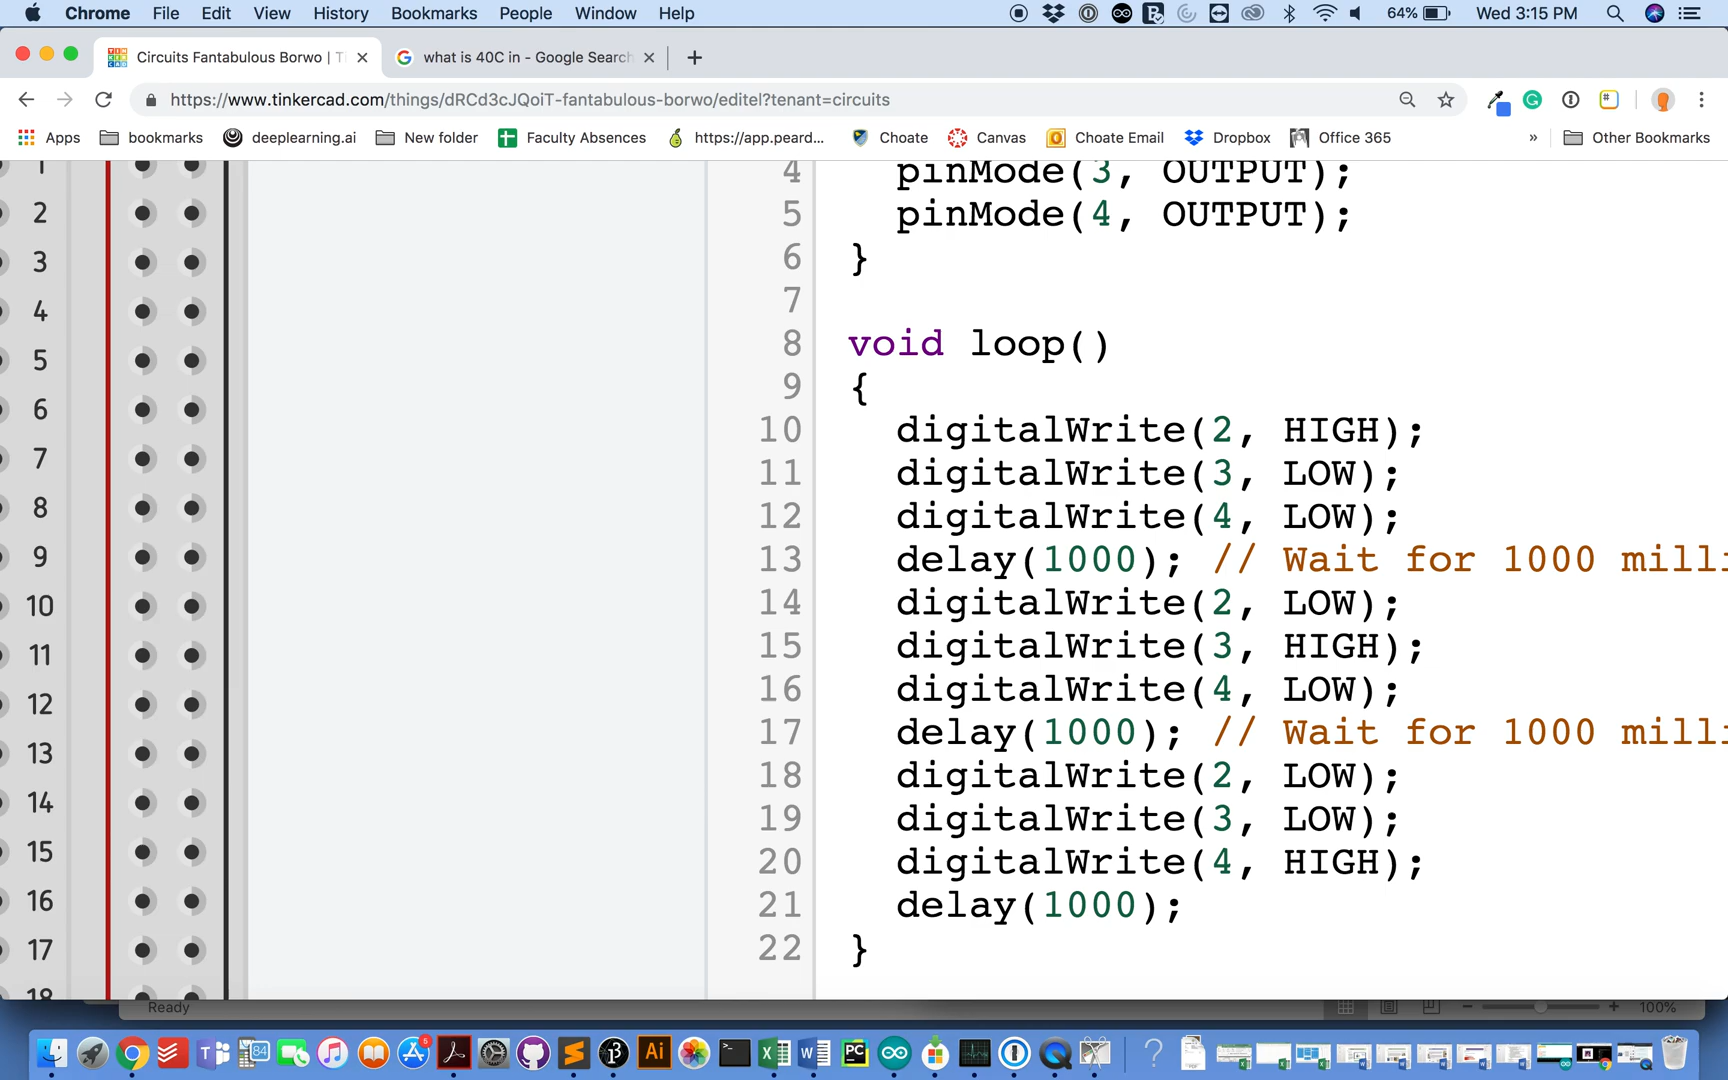 Chrome File Edit View History Bookmarks People Window Help 64% Wed 3:15 PM
Circuits Fantabulous Borwo | what is 40C in - Google Search
https://www.tinkercad.com/things/dRCd3cJQoiT-fantabulous-borwo/editel?tenant=circuits
Apps bookmarks deeplearning.ai New folder Faculty Absences https://app.peard... Choate Canvas Choate Email Dropbox Office 365 » Other Bookmarks
1
2
3
4
5
6
7
8
9
10
11
12
13
14
15
16
17
18
4 pinMode(3, OUTPUT);
5 pinMode(4, OUTPUT);
6 }
7
8 void loop()
9 {
10 digitalWrite(2, HIGH);
11 digitalWrite(3, LOW);
12 digitalWrite(4, LOW);
13 delay(1000); // Wait for 1000 milli
14 digitalWrite(2, LOW);
15 digitalWrite(3, HIGH);
16 digitalWrite(4, LOW);
17 delay(1000); // Wait for 1000 milli
18 digitalWrite(2, LOW);
19 digitalWrite(3, LOW);
20 digitalWrite(4, HIGH);
21 delay(1000);
22 }
Ready 100%